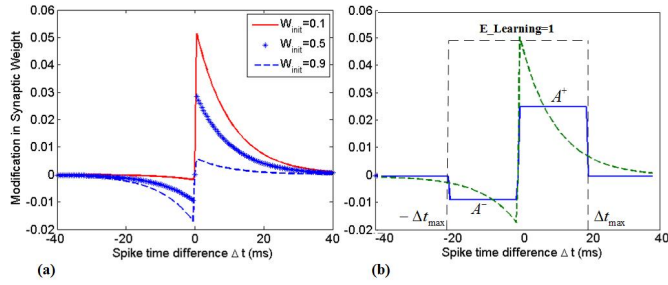 (a)
Modification in Synaptic Weight
0.06
0.05
0.04
0.03
0.02
0.01
0
-0.01
-0.02
W_init=0.1
W_init=0.5
W_init=0.9
-40 -20 0 20 40
Spike time difference Δ t (ms)
(b)
0.06
0.05
0.04
0.03
0.02
0.01
0
-0.01
-0.02
E_Learning=1
A⁺
A⁻
−Δt_max
Δt_max
-40 -20 0 20 40
Spike time difference Δ t (ms)